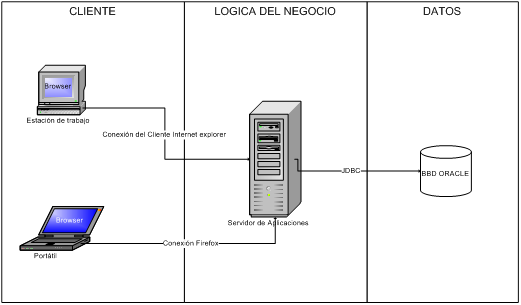 CLIENTE
LOGICA DEL NEGOCIO
DATOS
Browser
Estación de trabajo
Conexión del Cliente Internet explorer
JDBC
BBD ORACLE
Browser
Servidor de Aplicaciones
Conexión Firefox
Portátil